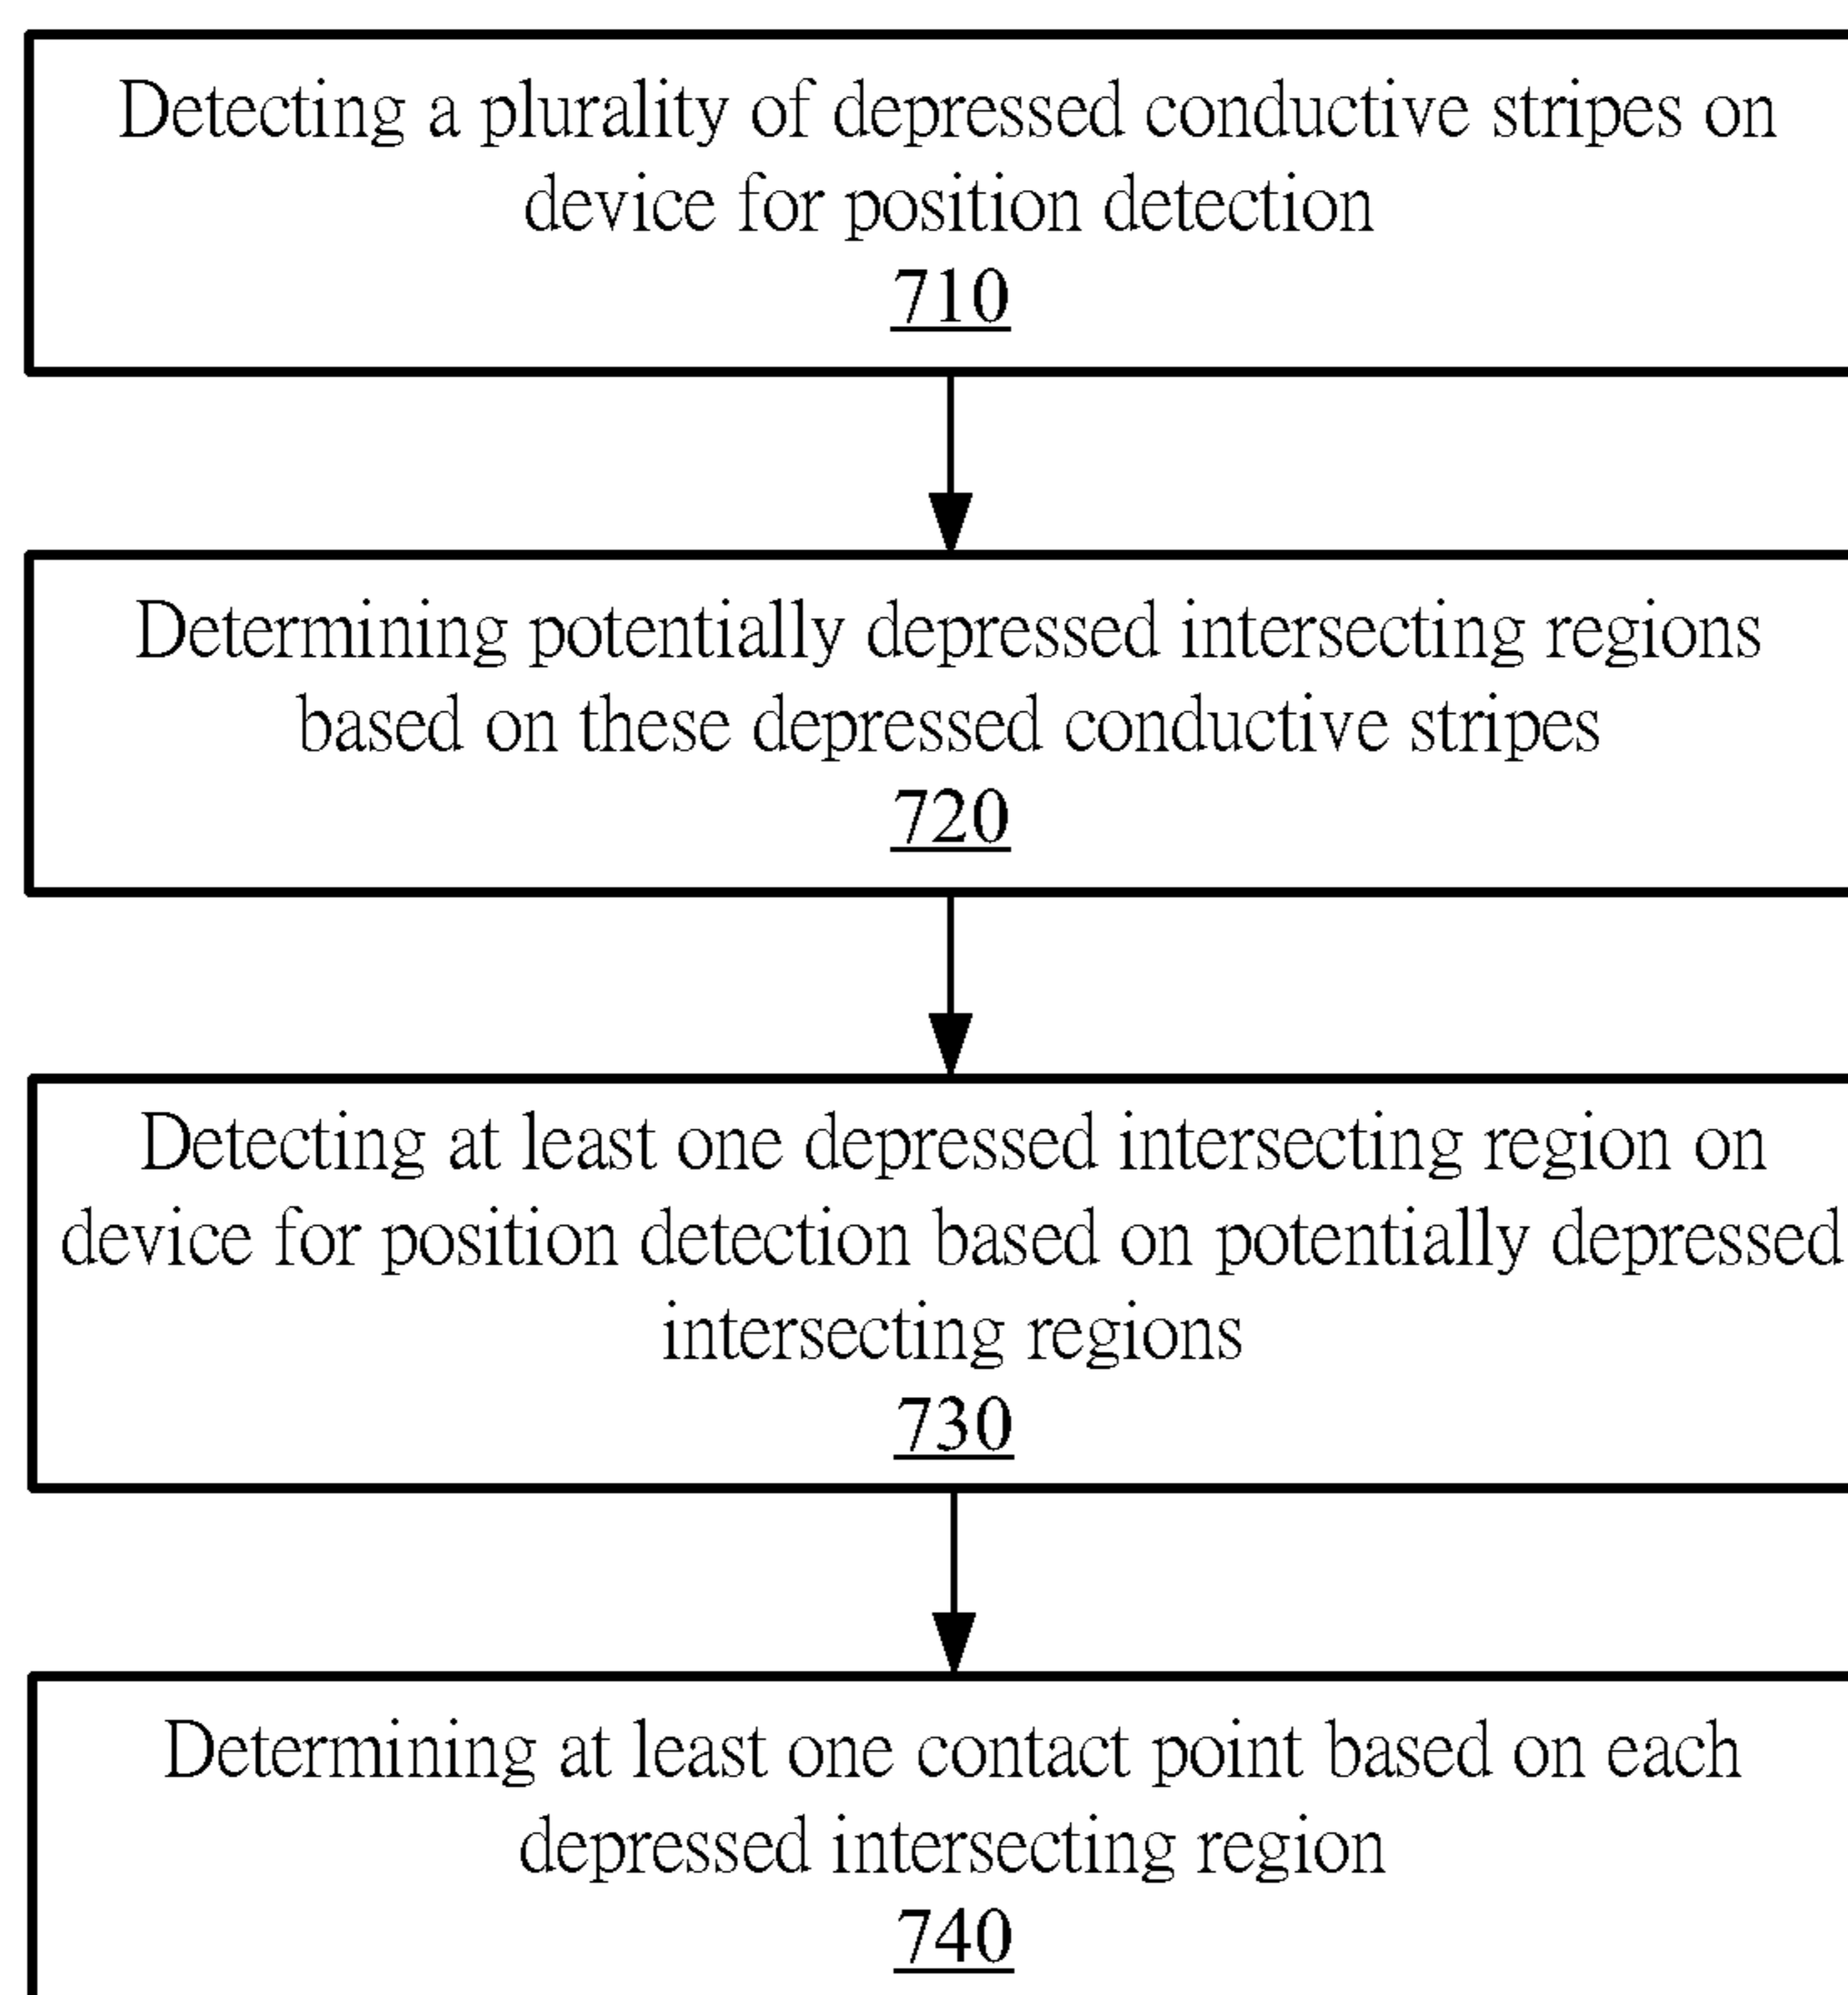 Detecting a plurality of depressed conductive stripes on
device for position detection
710
Determining potentially depressed intersecting regions
based on these depressed conductive stripes
720
Detecting at least one depressed intersecting region on
device for position detection based on potentially depressed
intersecting regions
730
Determining at least one contact point based on each
depressed intersecting region
740